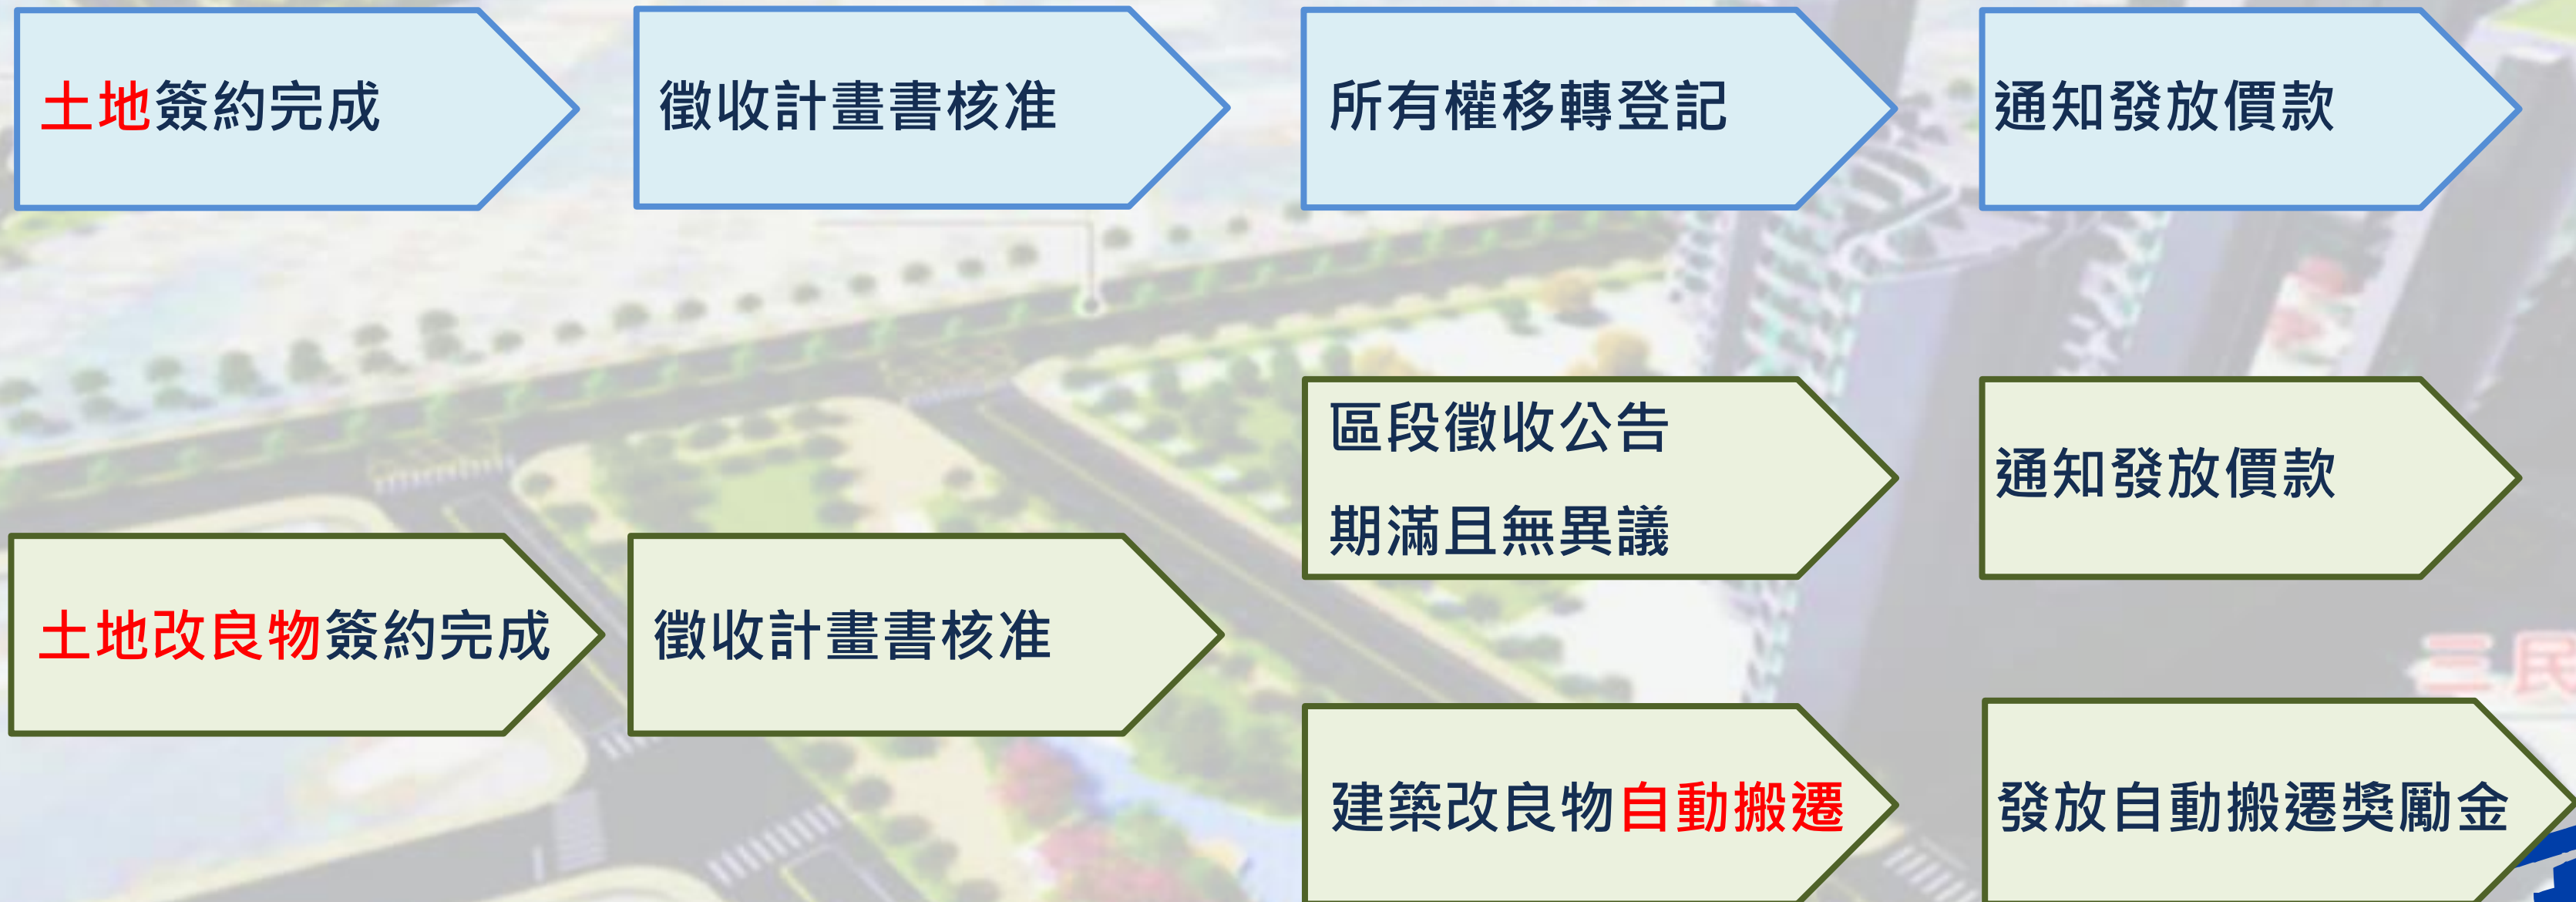 土地簽約完成
徵收計畫書核准
所有權移轉登記
通知發放價款
土地改良物簽約完成
徵收計畫書核准
區段徵收公告
期滿且無異議
通知發放價款
建築改良物自動搬遷
發放自動搬遷獎勵金
三民